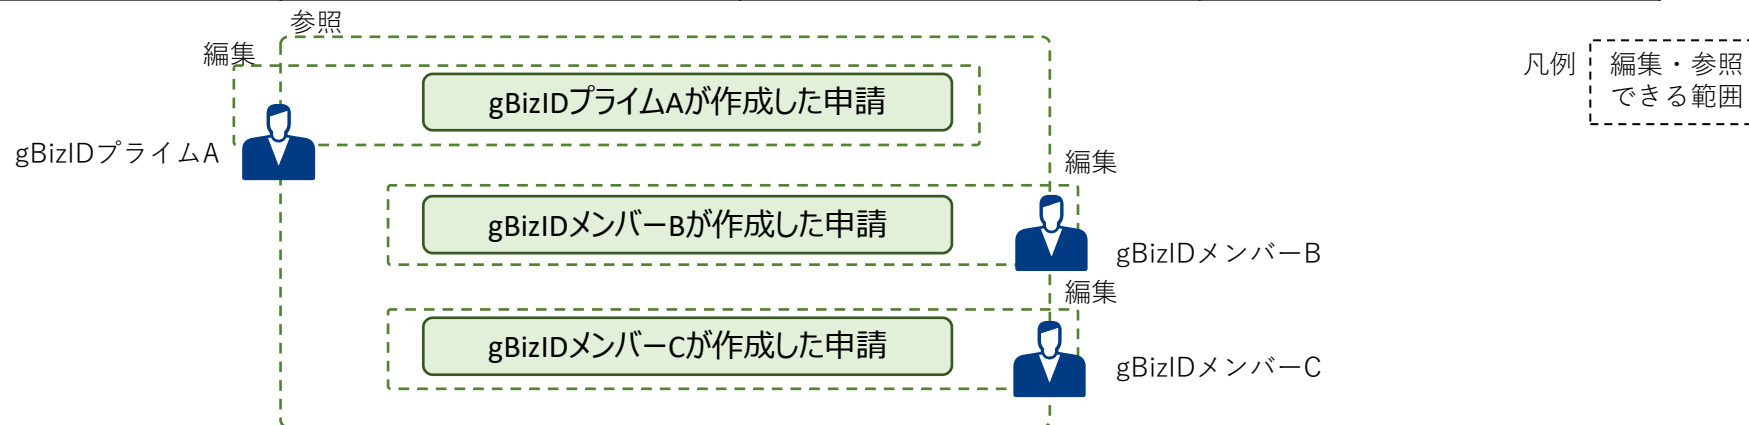 参照
編集
凡例
編集・参照
できる範囲
gBizIDプライムAが作成した申請
gBizIDプライムA
編集
gBizIDメンバーBが作成した申請
gBizIDメンバーB
編集
gBizIDメンバーCが作成した申請
gBizIDメンバーC